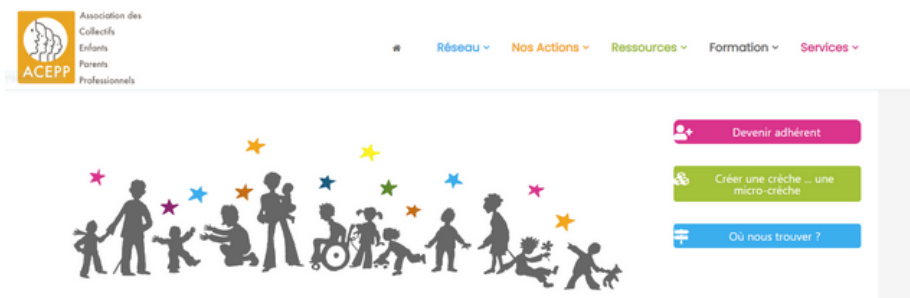 Association des
Collectifs
Enfants
Parents
Professionnels
ACEPP
Réseau
Nos Actions
Ressources
Formation
Services
Devenir adhérent
Créer une crèche ... une
micro-crèche
Où nous trouver ?